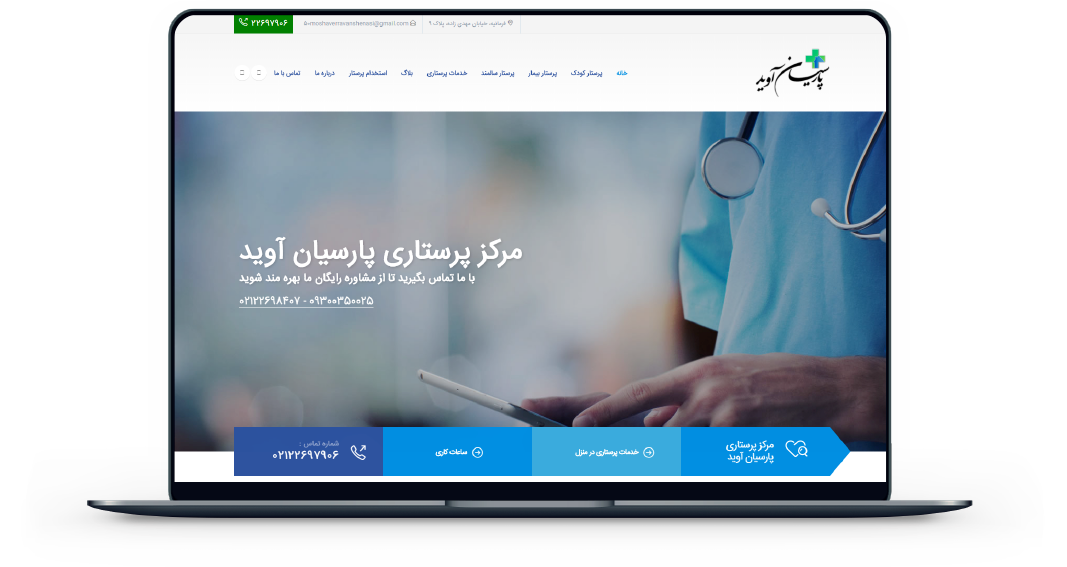 فرمانیه، خیابان مهدی زاده، پلاک ۹
50moshaverravanshenasi@gmail.com
۲۲۶۹۷۹۰۶
پارسیان آوید
خانه
پرستار کودک
پرستار بیمار
پرستار سالمند
خدمات پرستاری
بلاگ
استخدام پرستار
درباره ما
تماس با ما
مرکز پرستاری پارسیان آوید
با ما تماس بگیرید تا از مشاوره رایگان ما بهره مند شوید
۰۲۱۲۲۶۹۸۴۰۷ - ۰۹۳۰۰۳۵۰۰۲۵
مرکز پرستاری
پارسیان آوید
خدمات پرستاری در منزل
ساعات کاری
شماره تماس :
۰۲۱۲۲۶۹۷۹۰۶